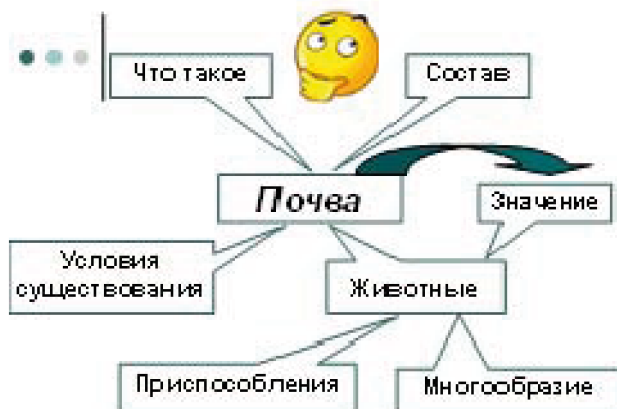 Что такое
Состав
Почва
Значение
Условия
существования
Животные
Приспособления
Многообразие